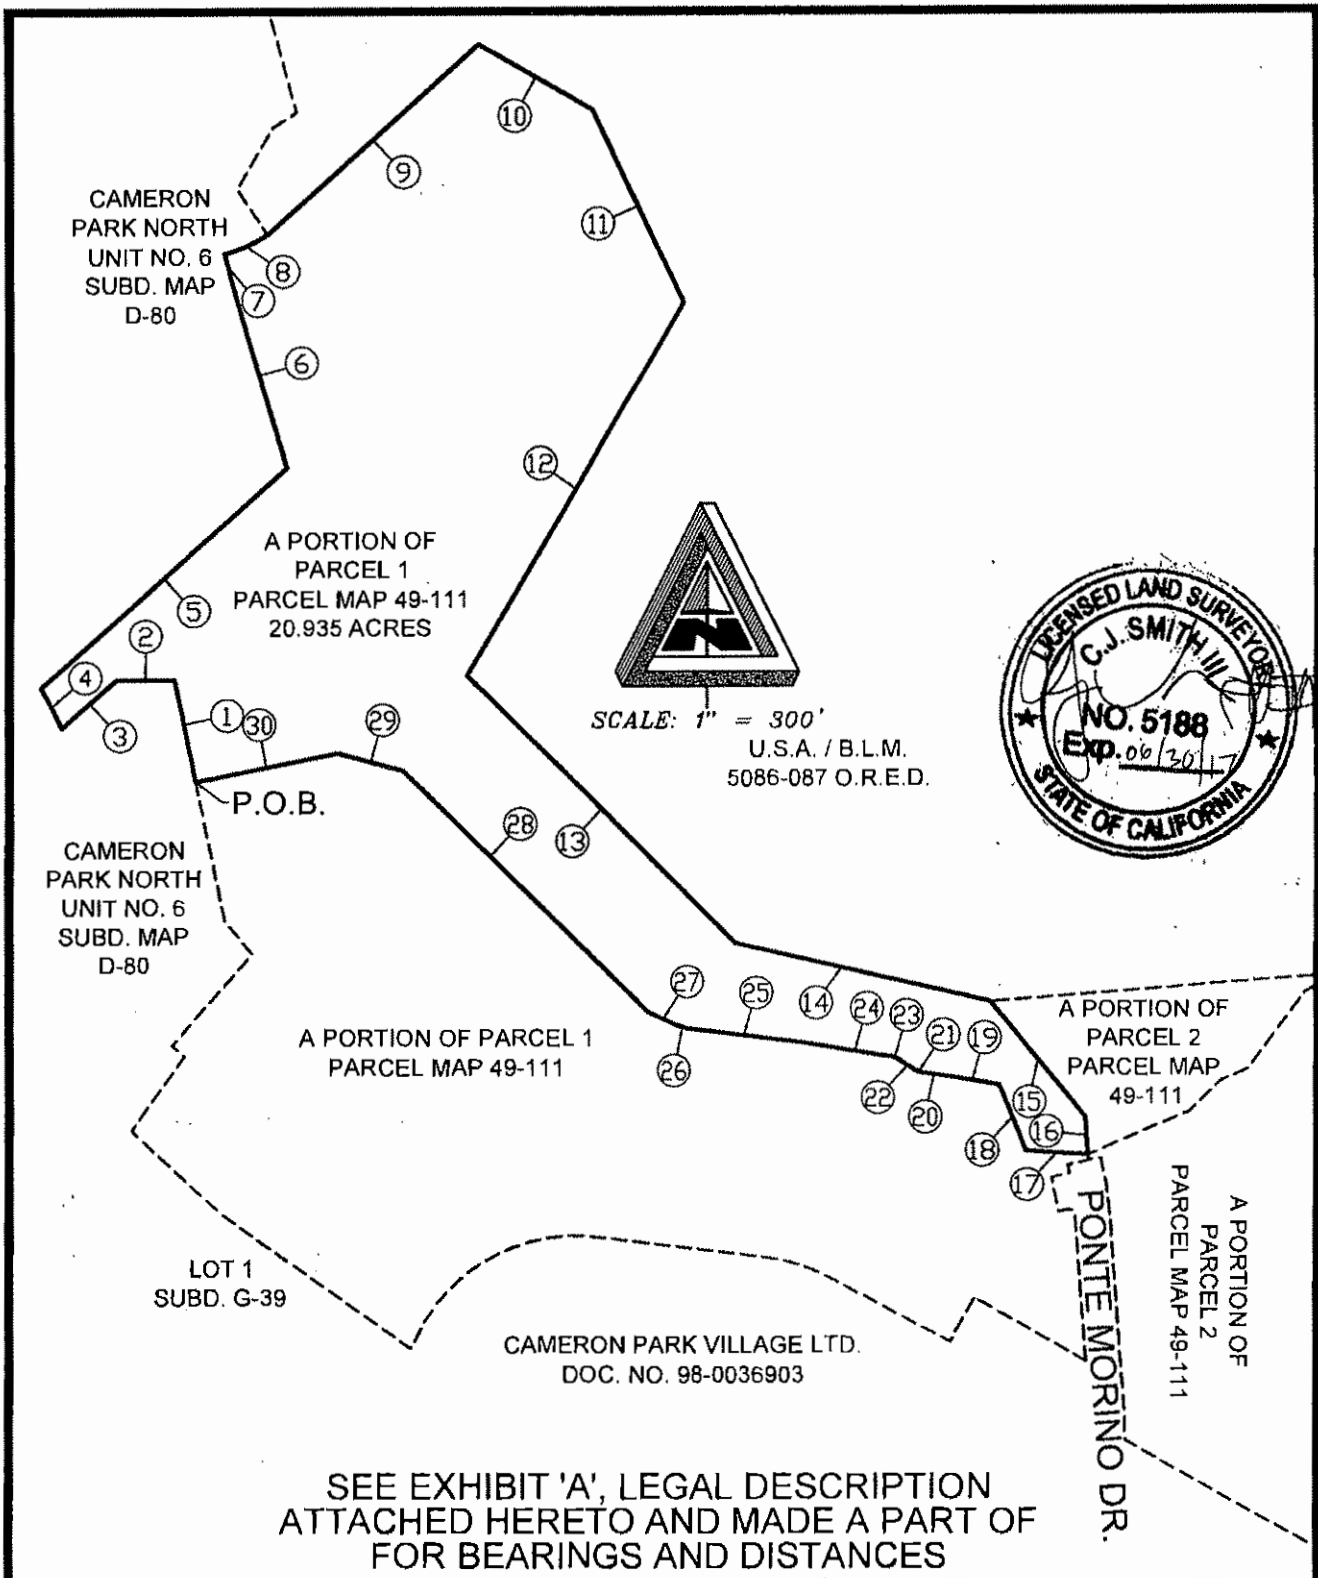 10
9
CAMERON
PARK NORTH
UNIT NO. 6
SUBD. MAP
D-80
11
8
7
6
12
A PORTION OF
PARCEL 1
PARCEL MAP 49-111
20.935 ACRES
5
2
4
3
1
30
29
P.O.B.
N
SCALE: 1" = 300'
U.S.A. / B.L.M.
5086-087 O.R.E.D.
LICENSED LAND SURVEYOR
C.J. SMITH III
NO. 5188
Exp. 06/30/17
STATE OF CALIFORNIA
28
13
CAMERON
PARK NORTH
UNIT NO. 6
SUBD. MAP
D-80
27
25
14
24
23
21
19
26
22
20
18
15
16
17
A PORTION OF PARCEL 1
PARCEL MAP 49-111
A PORTION OF
PARCEL 2
PARCEL MAP
49-111
PONTE MORINO DR.
A PORTION OF
PARCEL 2
PARCEL MAP 49-111
LOT 1
SUBD. G-39
CAMERON PARK VILLAGE LTD.
DOC. NO. 98-0036903
SEE EXHIBIT 'A', LEGAL DESCRIPTION
ATTACHED HERETO AND MADE A PART OF
FOR BEARINGS AND DISTANCES